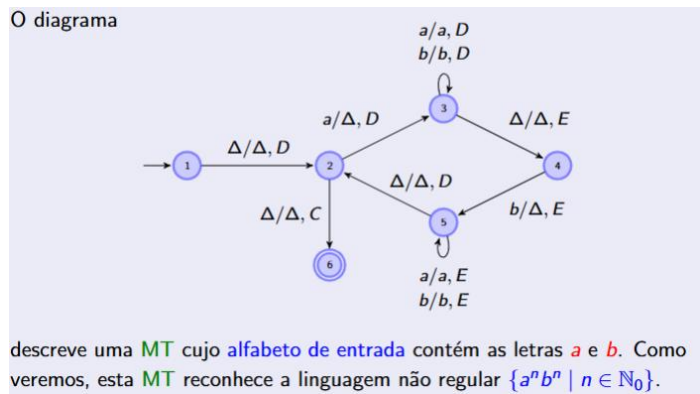 O diagrama
a/a, D
b/b, D
3
a/Δ, D
Δ/Δ, E
Δ/Δ, D
1
2
4
Δ/Δ, D
Δ/Δ, C
5
b/Δ, E
6
a/a, E
b/b, E
descreve uma MT cujo alfabeto de entrada contém as letras a e b. Como
veremos, esta MT reconhece a linguagem não regular {aⁿbⁿ | n ∈ ℕ₀}.